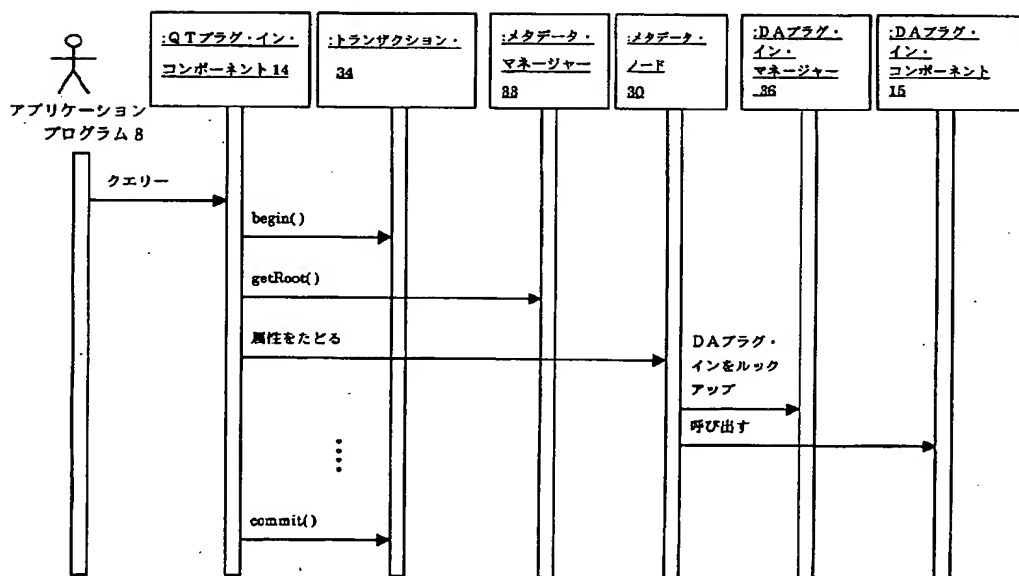 :QTプラグ・イン・
コンポーネント14
:トランザクション・
34
:メタデータ・
マネージャー
33
:メタデータ・
ノード
30
:DAプラグ・
イン・
マネージャー
36
:DAプラグ・
イン・
コンポーネント
15
アプリケーション
プログラム8
クエリー
begin()
getRoot()
属性をたどる
DAプラグ・
インをルック
アップ
呼び出す
commit()